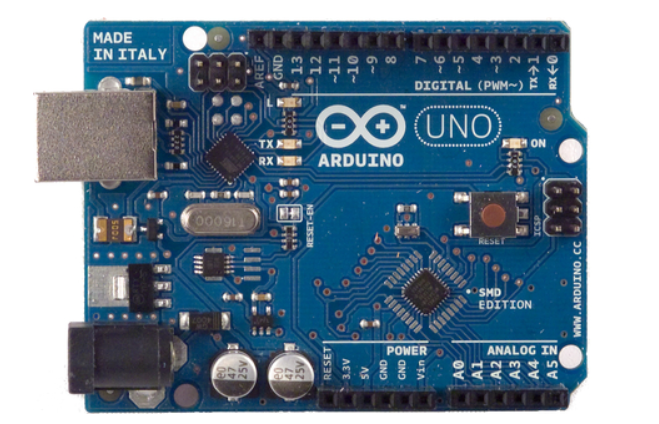 MADE
IN ITALY
AREF
GND
13
12
~11
~10
~9
8
7
~6
~5
4
~3
2
TX→1
RX←0
DIGITAL (PWM~)
L
TX
RX
ARDUINO
UNO
™
ON
T16000
RESET-EN
RESET
ICSP
SMD
EDITION
WWW.ARDUINO.CC
47
25V
47
25V
POWER
ANALOG IN
RESET
3.3V
5V
GND
GND
Vin
A0
A1
A2
A3
A4
A5